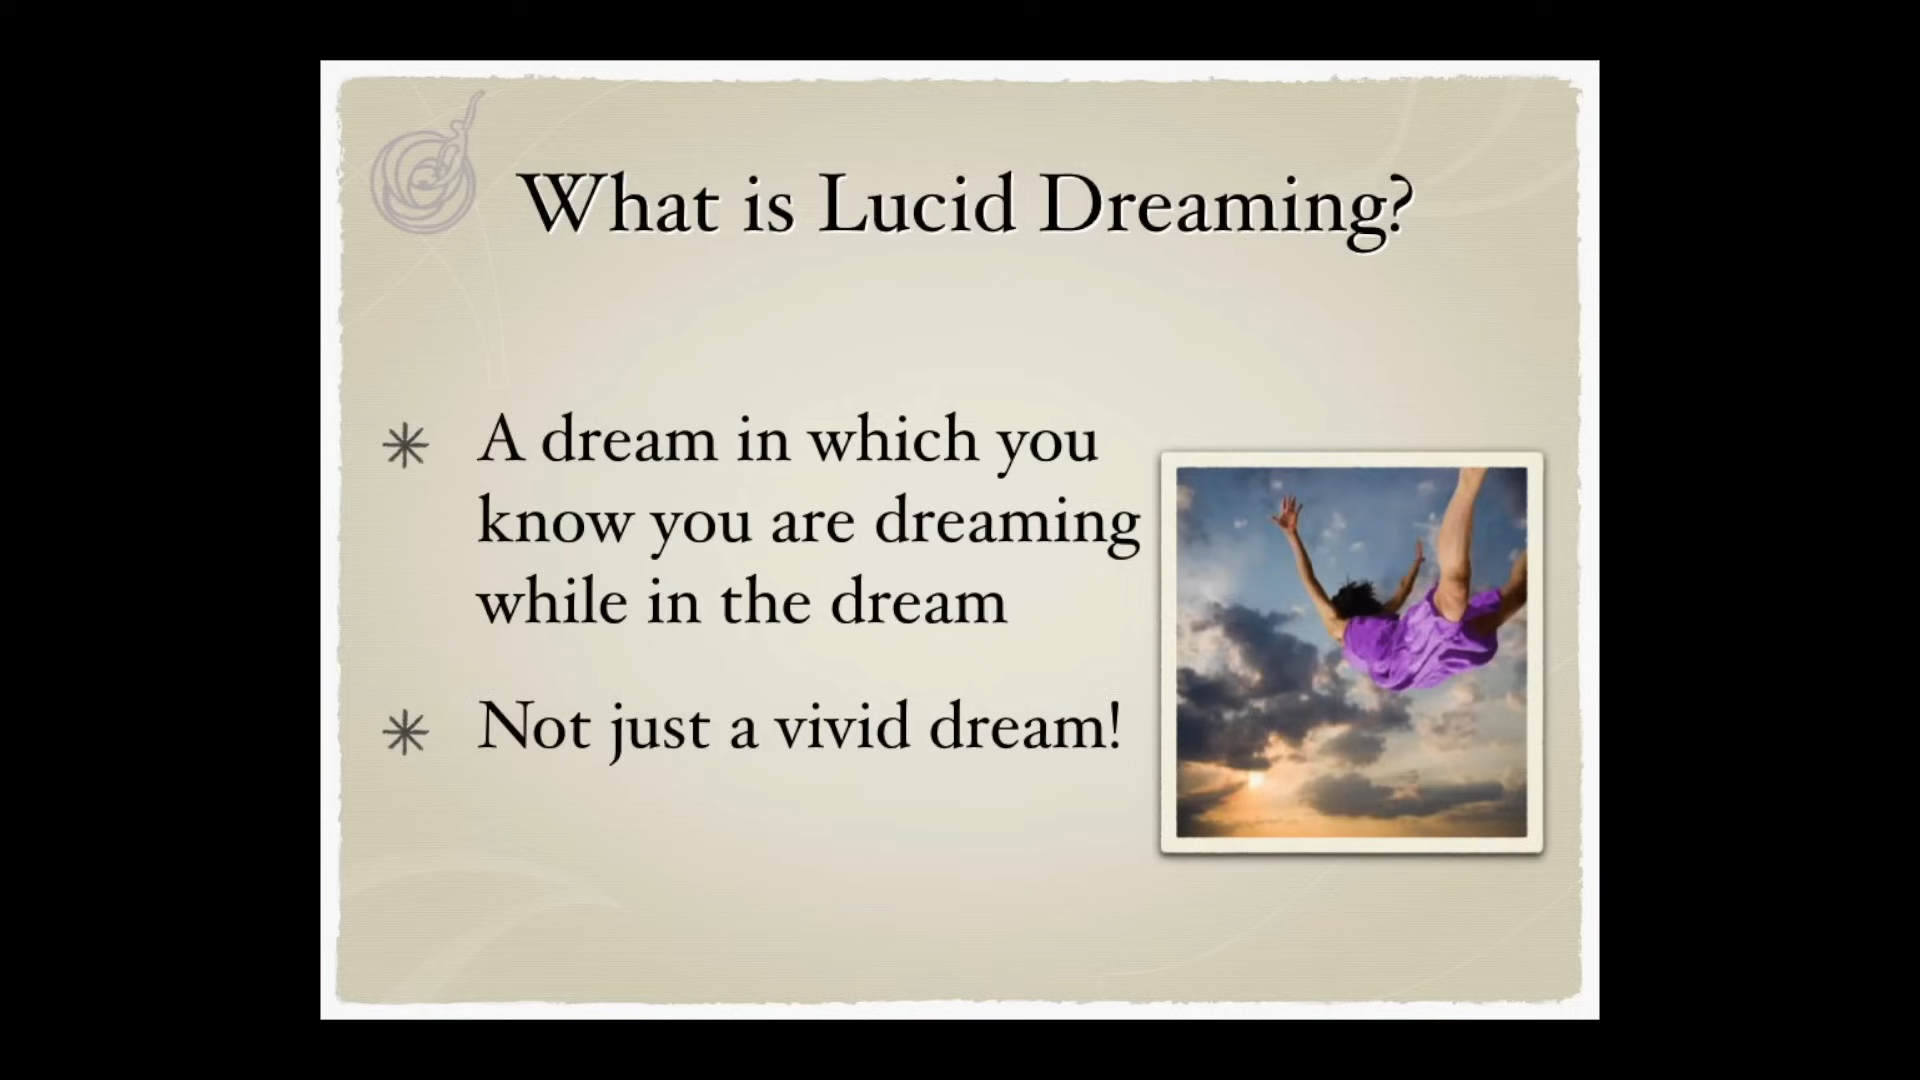 What is Lucid Dreaming?
A dream in which you
know you are dreaming
while in the dream
Not just a vivid dream!